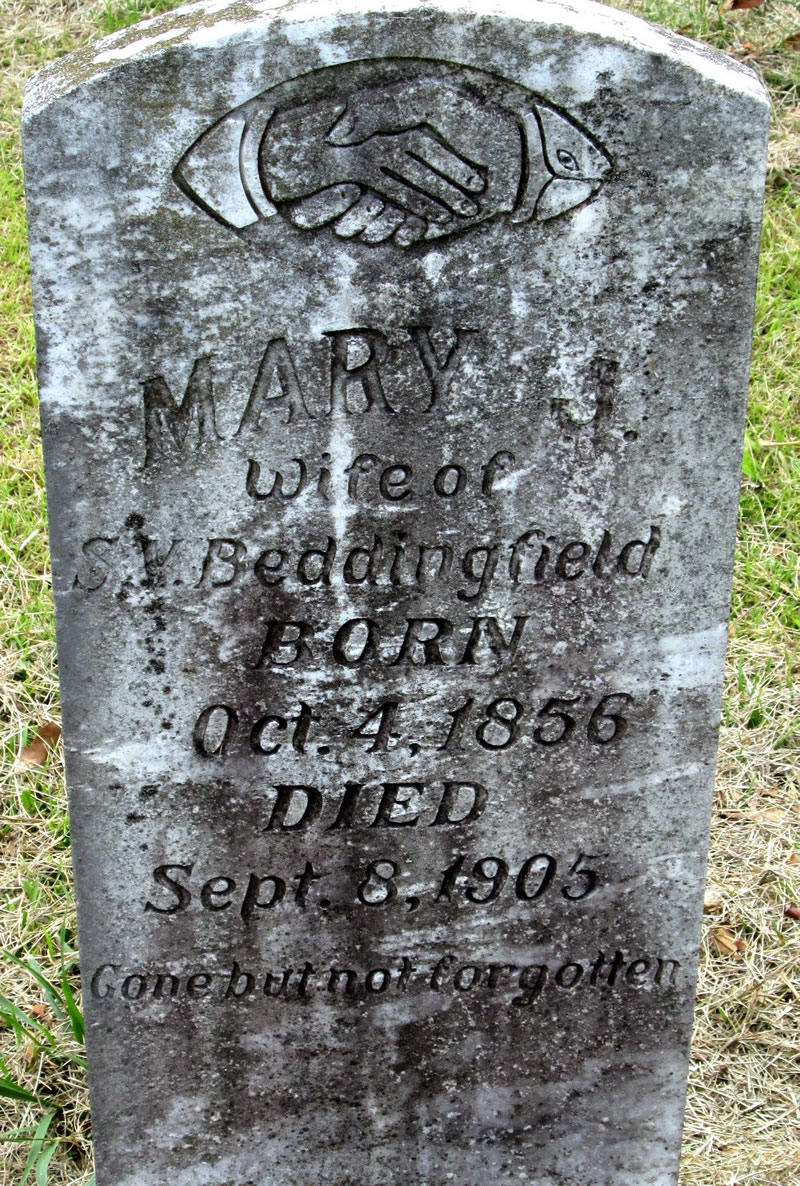 MARY J.
Wife of
S.V. Beddingfield
BORN
Oct. 4, 1856
DIED
Sept. 8, 1905
Gone but not forgotten